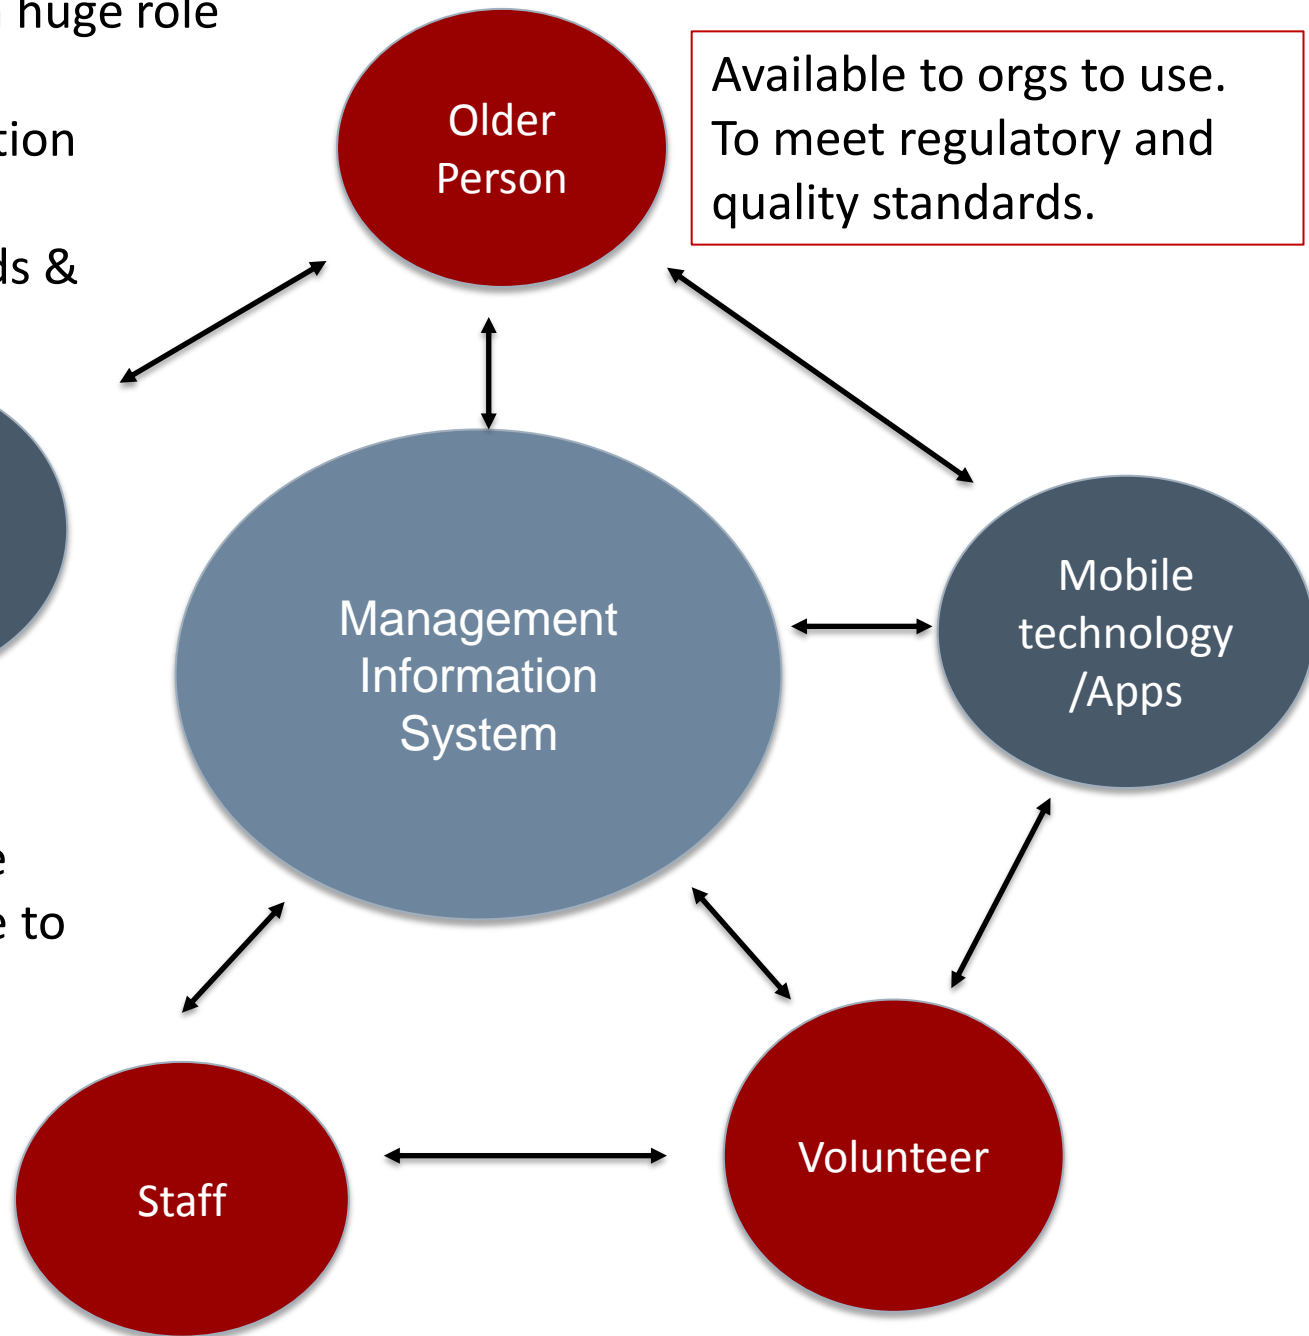 huge role
tion
ds &
Older
Person
Available to orgs to use.
To meet regulatory and
quality standards.
Management
Information
System
Mobile
technology
/Apps
e
e to
Staff
Volunteer